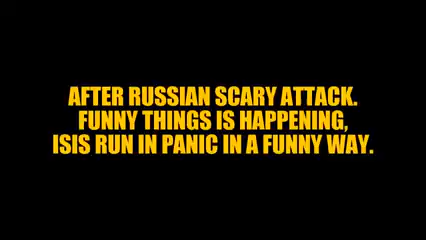 AFTER RUSSIAN SCARY ATTACK.
FUNNY THINGS IS HAPPENING,
ISIS RUN IN PANIC IN A FUNNY WAY.